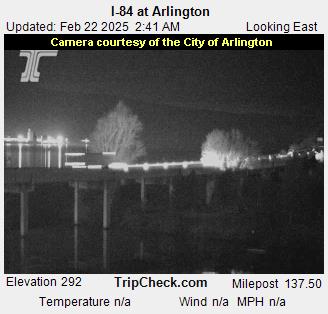 I-84 at Arlington
Updated: Feb 22 2025 2:41 AM Looking East
Camera courtesy of the City of Arlington
Elevation 292 TripCheck.com Milepost 137.50
Temperature n/a Wind n/a MPH n/a